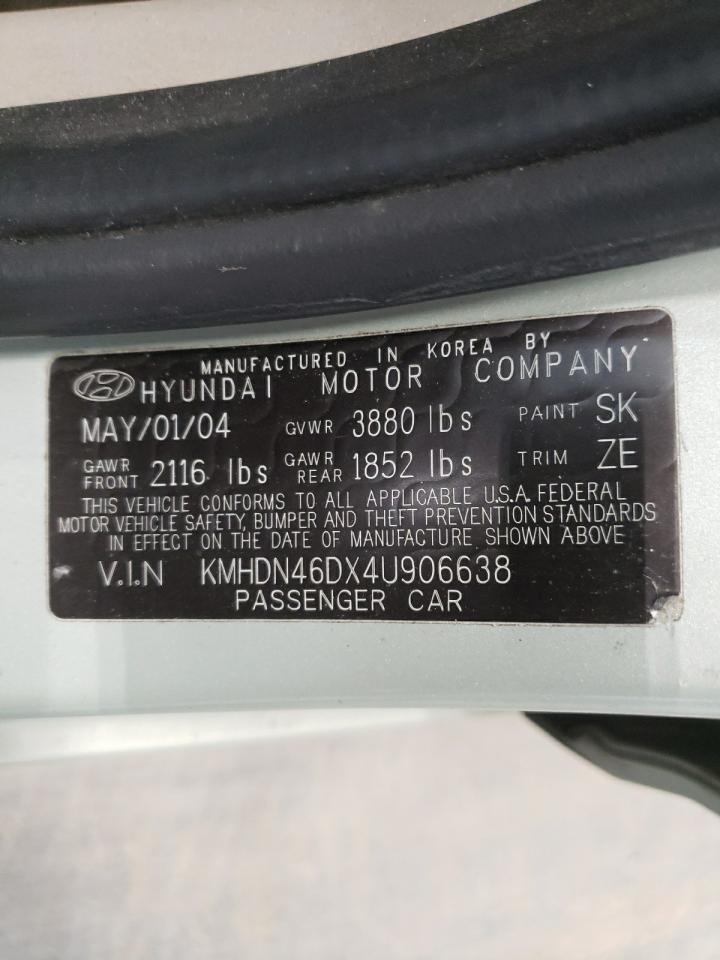 MANUFACTURED IN KOREA BY
HYUNDAI MOTOR COMPANY
MAY/01/04 GVWR 3880 lbs PAINT SK
GAWR FRONT 2116 lbs GAWR REAR 1852 lbs TRIM ZE
THIS VEHICLE CONFORMS TO ALL APPLICABLE U.S.A. FEDERAL
MOTOR VEHICLE SAFETY, BUMPER AND THEFT PREVENTION STANDARDS
IN EFFECT ON THE DATE OF MANUFACTURE SHOWN ABOVE
V.I.N KMHDN46DX4U906638
PASSENGER CAR